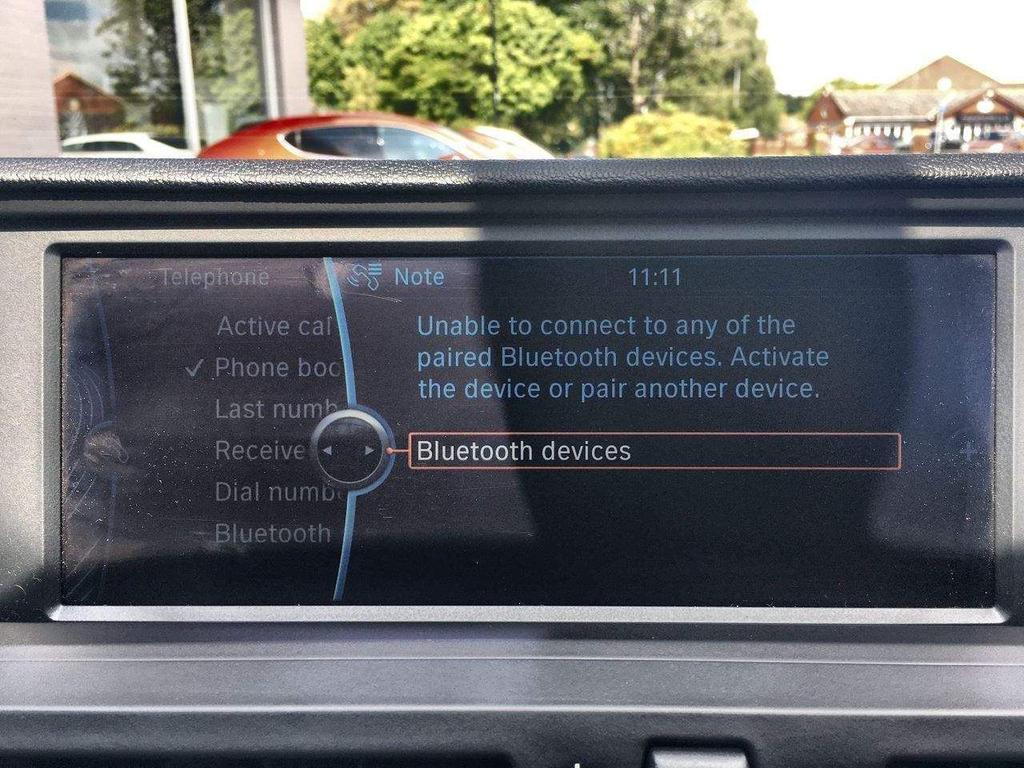 Telephone
Note
11:11
Active cal
✓ Phone boo
Last numb
Receive
Dial numb
Bluetooth
Unable to connect to any of the
paired Bluetooth devices. Activate
the device or pair another device.
Bluetooth devices